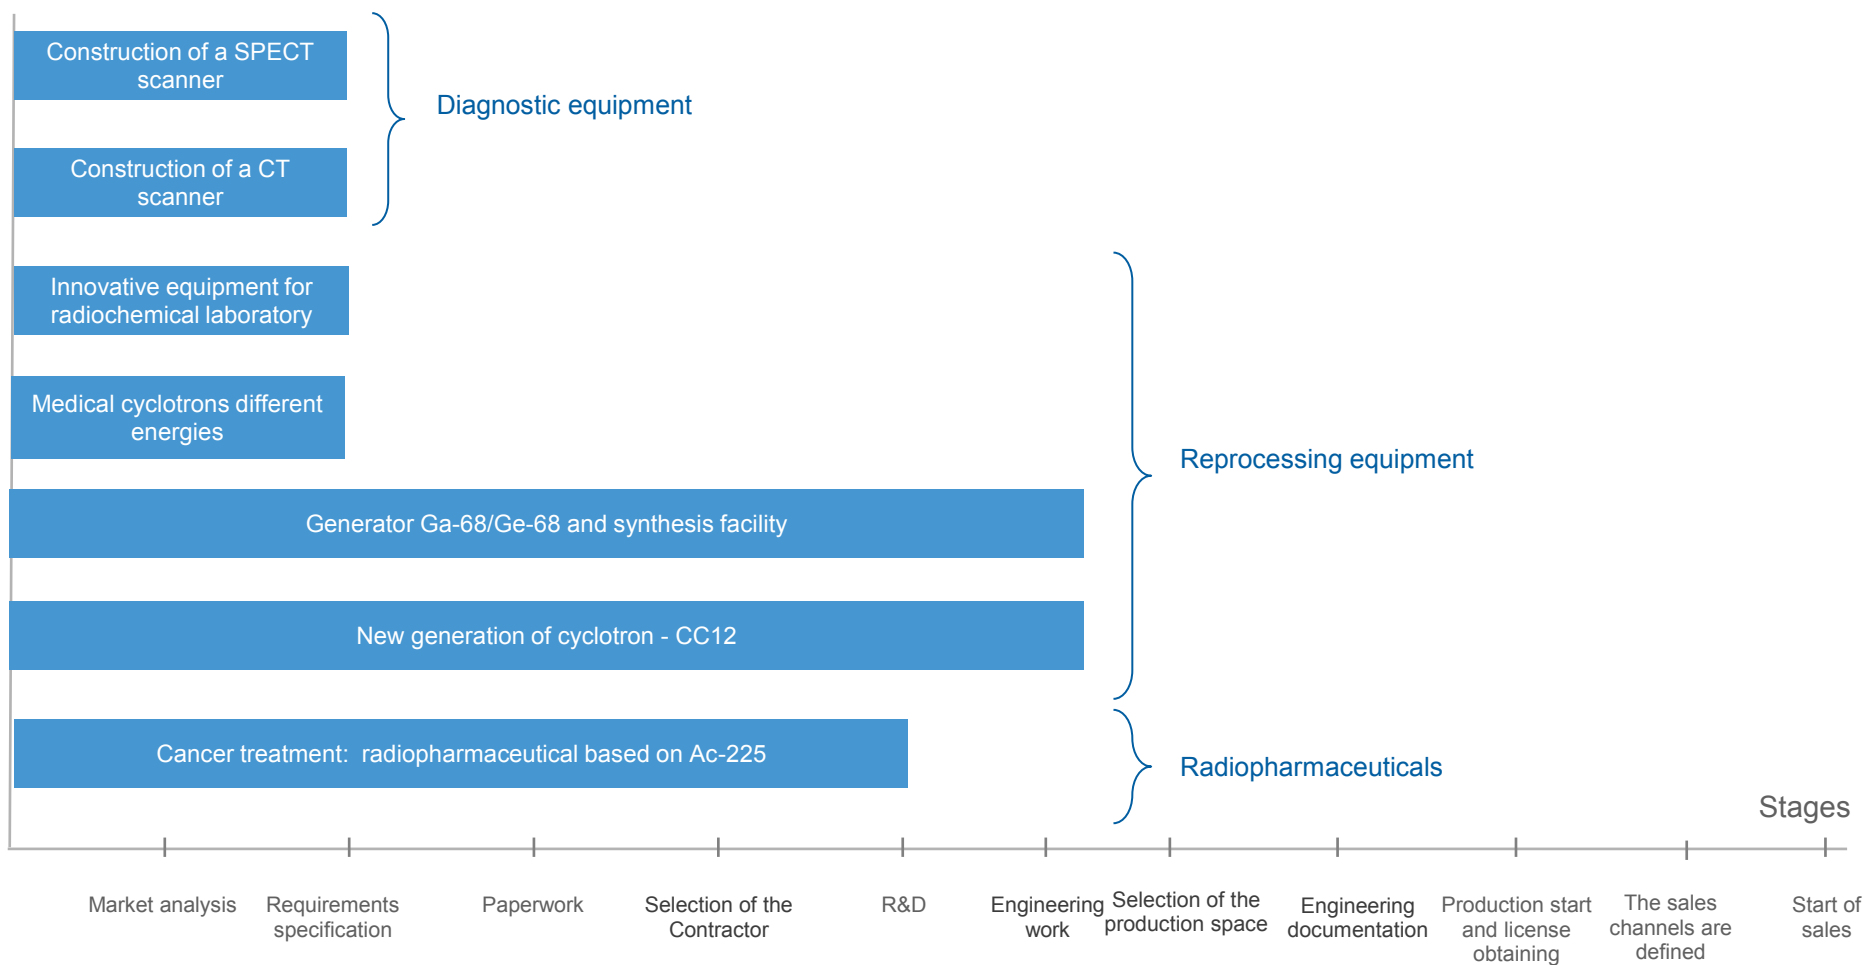 Construction of a SPECT
scanner
Diagnostic equipment
Construction of a CT
scanner
Innovative equipment for
radiochemical laboratory
Medical cyclotrons different
energies
Reprocessing equipment
Generator Ga-68/Ge-68 and synthesis facility
New generation of cyclotron - CC12
Cancer treatment:  radiopharmaceutical based on Ac-225
Radiopharmaceuticals
Stages
Market analysis
Requirements
specification
Paperwork
Selection of the
Contractor
R&D
Engineering
work
Selection of the
production space
Engineering
documentation
Production start
and license
obtaining
The sales
channels are
defined
Start of
sales